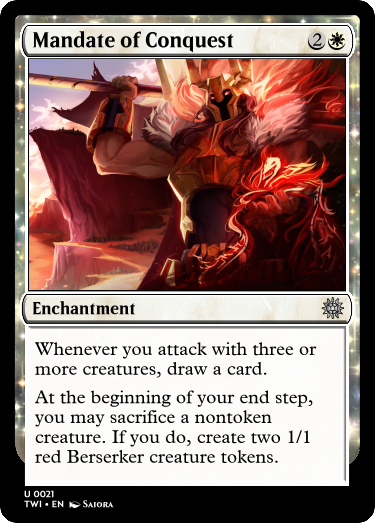 Mandate of Conquest 2
Enchantment
Whenever you attack with three or
more creatures, draw a card.
At the beginning of your end step,
you may sacrifice a nontoken
creature. If you do, create two 1/1
red Berserker creature tokens.
U 0021
TWI • EN Saiora